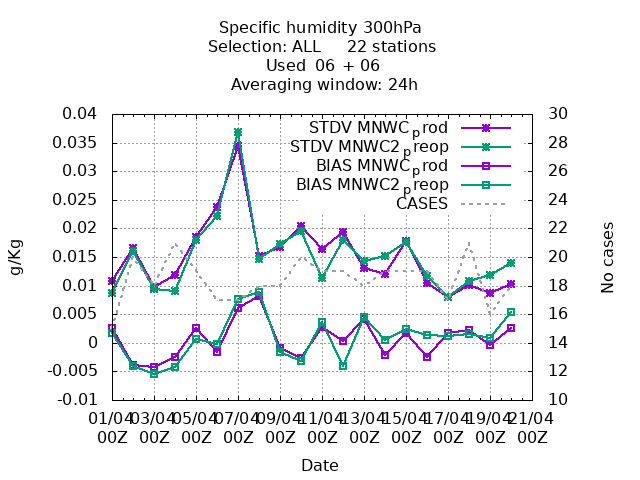 Specific humidity 300hPa
Selection: ALL 22 stations
Used 06 + 06
Averaging window: 24h
STDV MNWC_prod
STDV MNWC2_preop
BIAS MNWC_prod
BIAS MNWC2_preop
CASES
g/Kg
0.04
0.035
0.03
0.025
0.02
0.015
0.01
0.005
0
-0.005
-0.01
30
28
26
24
22
20
18
16
14
12
10
No cases
01/04 03/04 05/04 07/04 09/04 11/04 13/04 15/04 17/04 19/04 21/04
00Z 00Z 00Z 00Z 00Z 00Z 00Z 00Z 00Z 00Z 00Z
Date